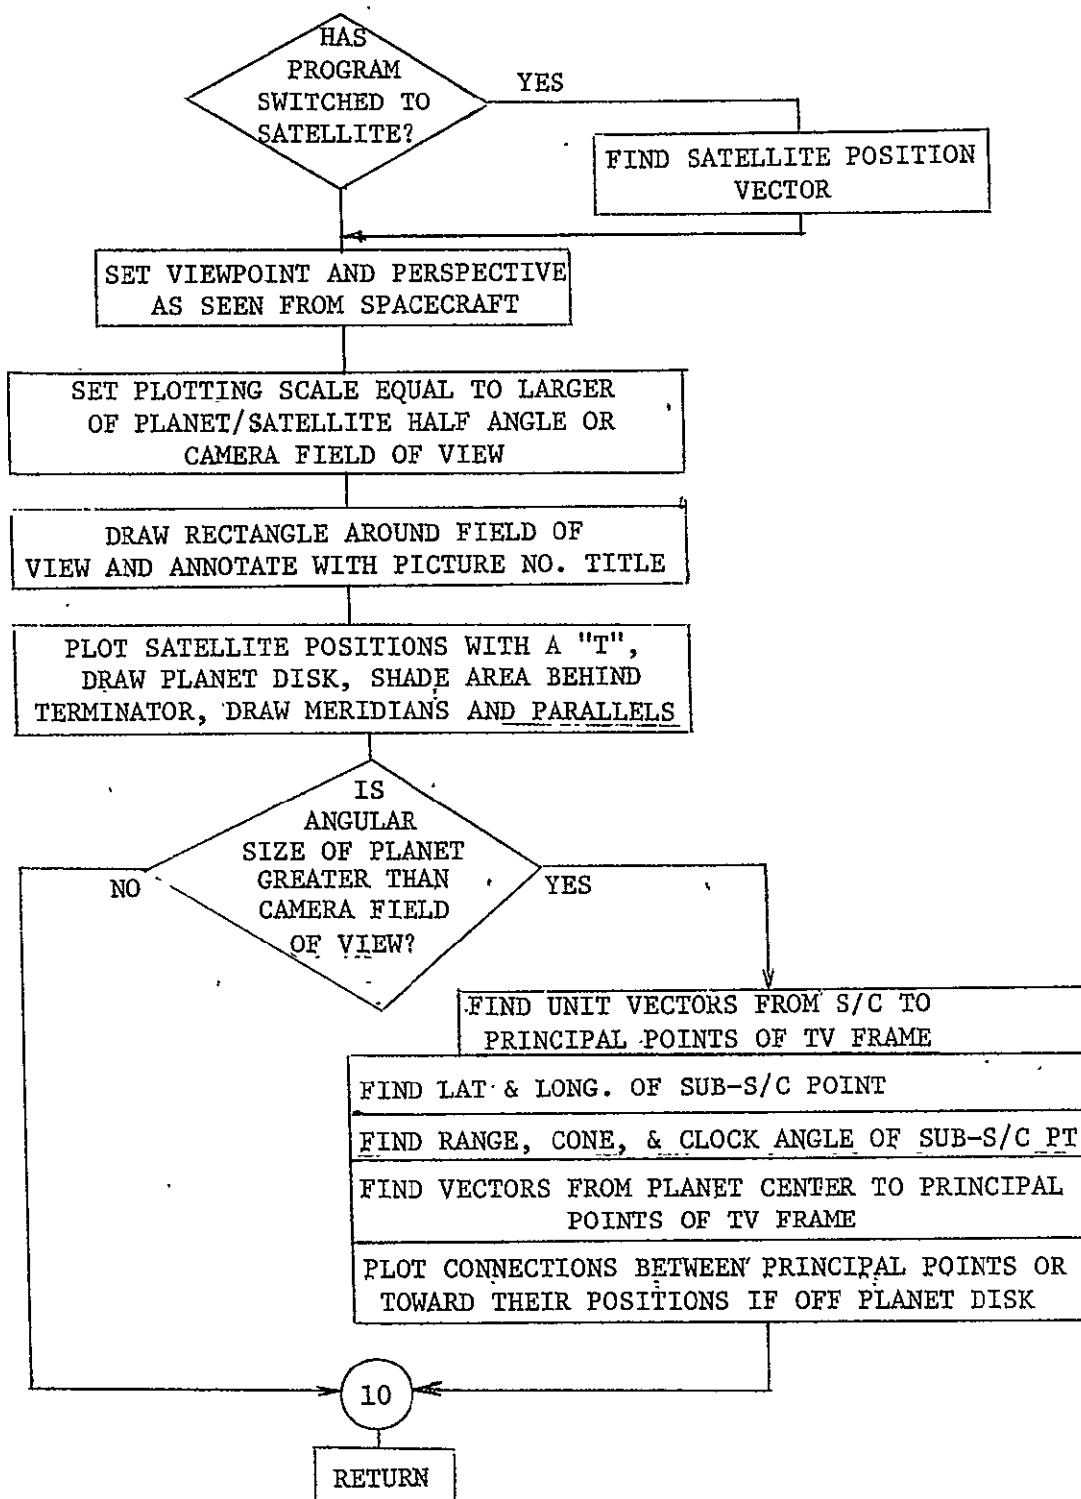 HAS
PROGRAM
SWITCHED TO
SATELLITE?
YES
FIND SATELLITE POSITION
VECTOR
SET VIEWPOINT AND PERSPECTIVE
AS SEEN FROM SPACECRAFT
SET PLOTTING SCALE EQUAL TO LARGER
OF PLANET/SATELLITE HALF ANGLE OR
CAMERA FIELD OF VIEW
DRAW RECTANGLE AROUND FIELD OF
VIEW AND ANNOTATE WITH PICTURE NO. TITLE
PLOT SATELLITE POSITIONS WITH A "T",
DRAW PLANET DISK, SHADE AREA BEHIND
TERMINATOR, DRAW MERIDIANS AND PARALLELS
IS
ANGULAR
SIZE OF PLANET
GREATER THAN
CAMERA FIELD
OF VIEW?
NO
YES
FIND UNIT VECTORS FROM S/C TO
PRINCIPAL POINTS OF TV FRAME
FIND LAT & LONG. OF SUB-S/C POINT
FIND RANGE, CONE, & CLOCK ANGLE OF SUB-S/C PT
FIND VECTORS FROM PLANET CENTER TO PRINCIPAL
POINTS OF TV FRAME
PLOT CONNECTIONS BETWEEN PRINCIPAL POINTS OR
TOWARD THEIR POSITIONS IF OFF PLANET DISK
10
RETURN